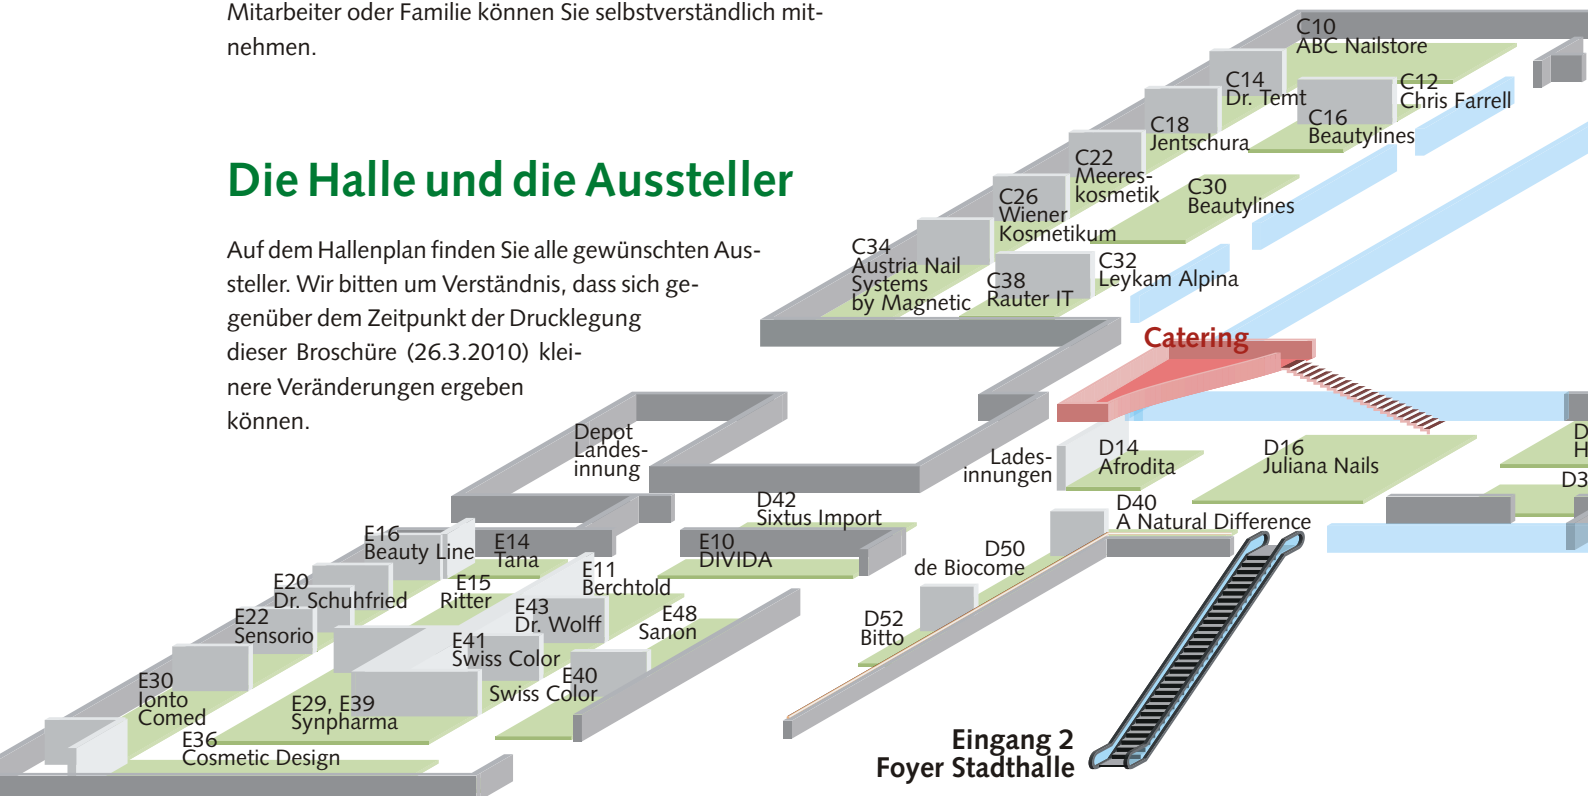 Mitarbeiter oder Familie können Sie selbstverständlich mit-
nehmen.
Die Halle und die Aussteller
Auf dem Hallenplan finden Sie alle gewünschten Aus-
steller. Wir bitten um Verständnis, dass sich ge-
genüber dem Zeitpunkt der Drucklegung
dieser Broschüre (26.3.2010) klei-
nere Veränderungen ergeben
können.
C10
ABC Nailstore
C14
Dr. Temt
C12
Chris Farrell
C16
Beautylines
C18
Jentschura
C22
Meeres-
kosmetik
C30
Beautylines
C26
Wiener
Kosmetikum
C34
Austria Nail
Systems
by Magnetic
C38
Rauter IT
C32
Leykam Alpina
Catering
Depot
Landes-
innung
Lades-
innungen
D14
Afrodita
D16
Juliana Nails
D
H
D3
D42
Sixtus Import
D40
A Natural Difference
E16
Beauty Line
E14
Tana
E10
DIVIDA
D50
de Biocome
E20
Dr. Schuhfried
E15
Ritter
E11
Berchtold
E22
Sensorio
E43
Dr. Wolff
E48
Sanon
D52
Bitto
E41
Swiss Color
E40
Swiss Color
E30
Ionto
Comed
E29, E39
Synpharma
E36
Cosmetic Design
Eingang 2
Foyer Stadthalle